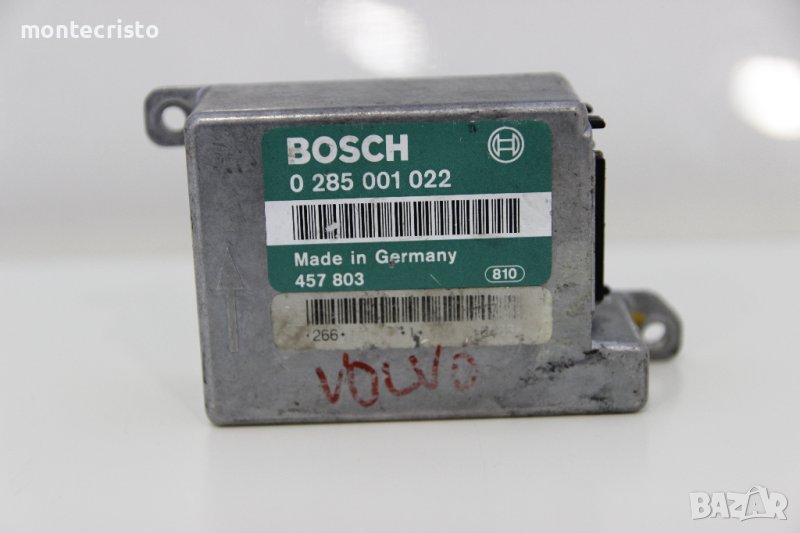 montecristo
BOSCH
0 285 001 022
Made in Germany
457 803
810
266
VOLVO
BAZAR